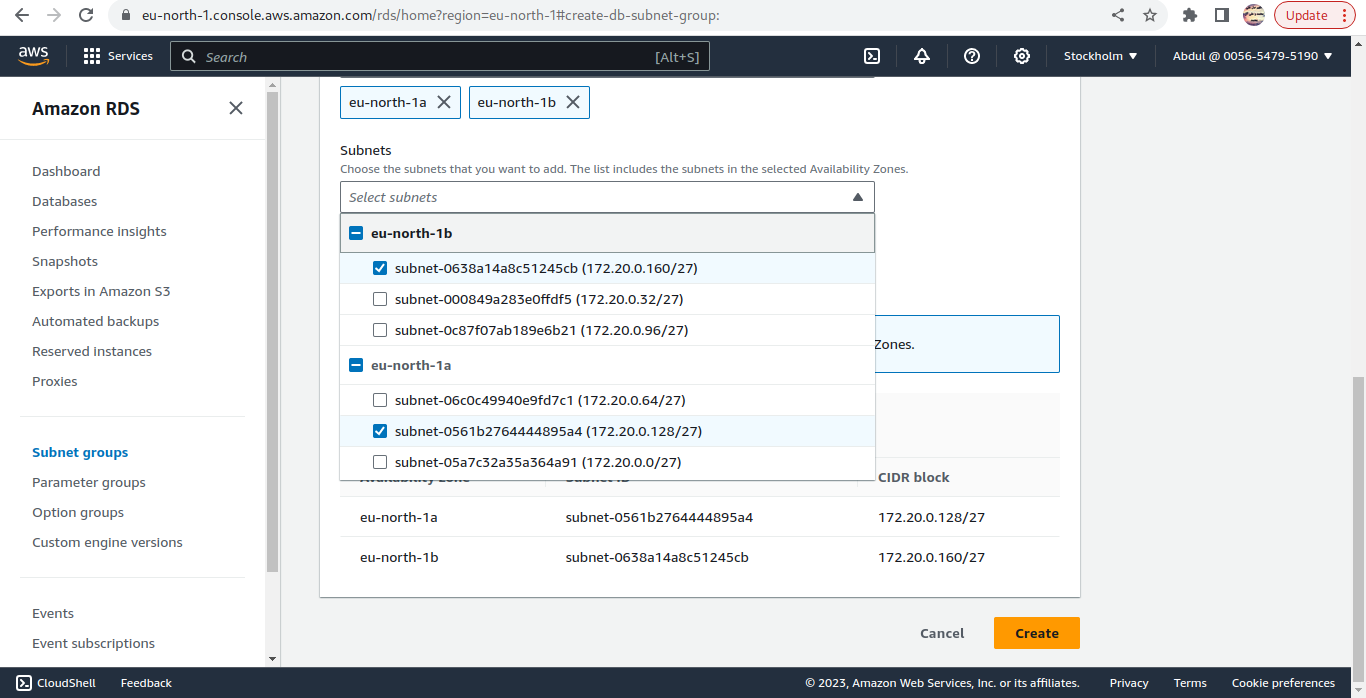 eu-north-1.console.aws.amazon.com/rds/home?region=eu-north-1#create-db-subnet-group:
Update
aws
Services
Search
[Alt+S]
Stockholm
Abdul @ 0056-5479-5190
Amazon RDS
Dashboard
Databases
Performance insights
Snapshots
Exports in Amazon S3
Automated backups
Reserved instances
Proxies
Subnet groups
Parameter groups
Option groups
Custom engine versions
Events
Event subscriptions
eu-north-1a
eu-north-1b
Subnets
Choose the subnets that you want to add. The list includes the subnets in the selected Availability Zones.
Select subnets
eu-north-1b
subnet-0638a14a8c51245cb (172.20.0.160/27)
subnet-000849a283e0ffdf5 (172.20.0.32/27)
subnet-0c87f07ab189e6b21 (172.20.0.96/27)
eu-north-1a
subnet-06c0c49940e9fd7c1 (172.20.0.64/27)
subnet-0561b2764444895a4 (172.20.0.128/27)
subnet-05a7c32a35a364a91 (172.20.0.0/27)
Zones.
Availability zone Subnet ID CIDR block
eu-north-1a subnet-0561b2764444895a4 172.20.0.128/27
eu-north-1b subnet-0638a14a8c51245cb 172.20.0.160/27
Cancel
Create
CloudShell
Feedback
© 2023, Amazon Web Services, Inc. or its affiliates.
Privacy
Terms
Cookie preferences